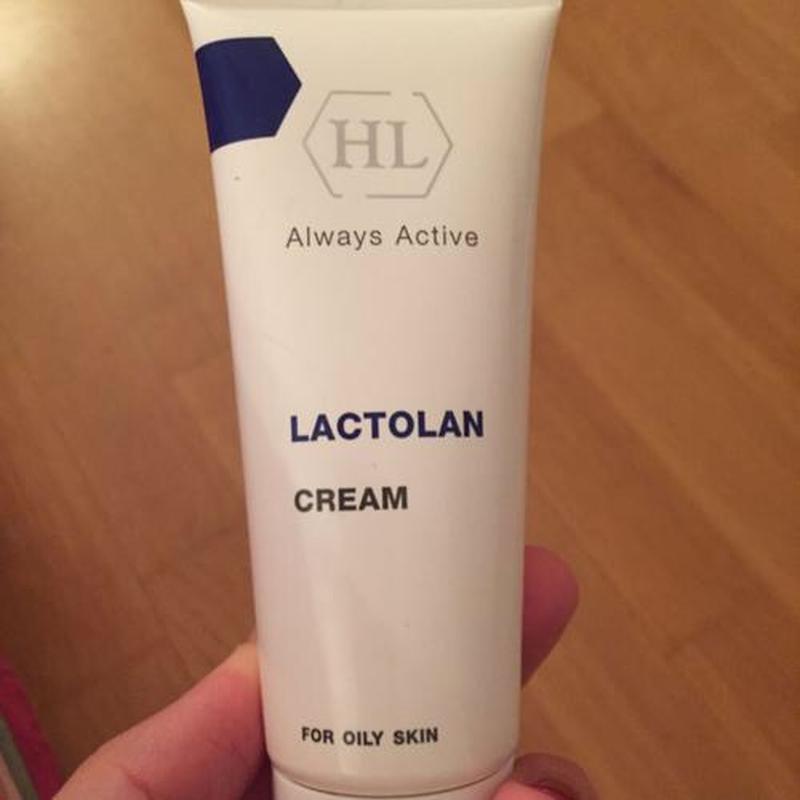 HL
Always Active
LACTOLAN
CREAM
FOR OILY SKIN